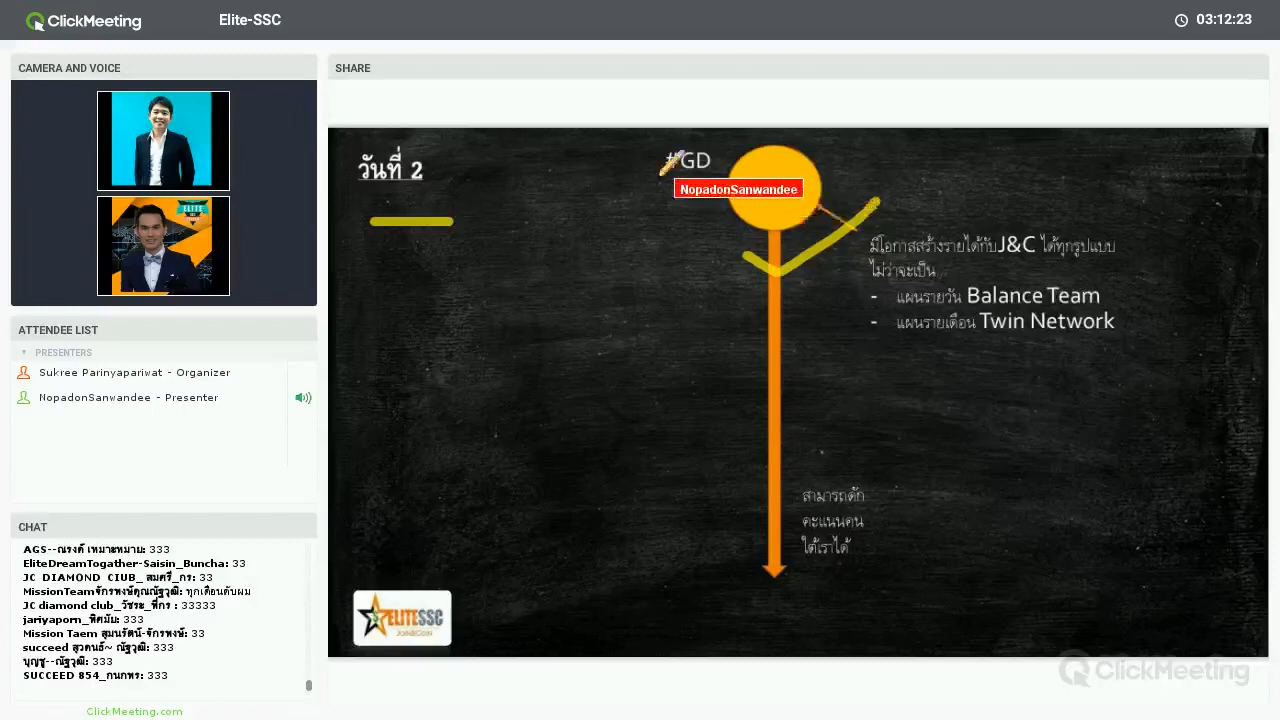 ClickMeeting
Elite-SSC
03:12:23
CAMERA AND VOICE
ATTENDEE LIST
PRESENTERS
Sukree Parinyapariwat - Organizer
NopadonSanwandee - Presenter
CHAT
AGS--ณรงค์ เหมาะหมาย: 333
EliteDreamTogather-Saisin_Buncha: 33
JC DIAMOND CIUB_ สมศรี_กร: 33
MissionTeamจักรพงษ์คุณณัฐวุฒิ: ทุกเดือนดับผม
JC diamond club_วัชระ_พี่กร : 33333
jariyaporn_ทิศมัย: 333
Mission Taem สุมนรัตน์-จักรพงษ์: 33
succeed สุวดนธ์~ ณัฐวุฒิ: 333
บุญชู--ณัฐวุฒิ: 333
SUCCEED 854_กนกพร: 333
ClickMeeting.com
SHARE
วันที่ 2
#GD
NopadonSanwandee
มีโอกาสสร้างรายได้กับJ&C ได้ทุกรูปแบบ
ไม่ว่าจะเป็น
- แผนรายวัน Balance Team
- แผนรายเดือน Twin Network
สามารถดัก
คะแนนคน
ใต้เราได้
ELITESSC
ClickMeeting